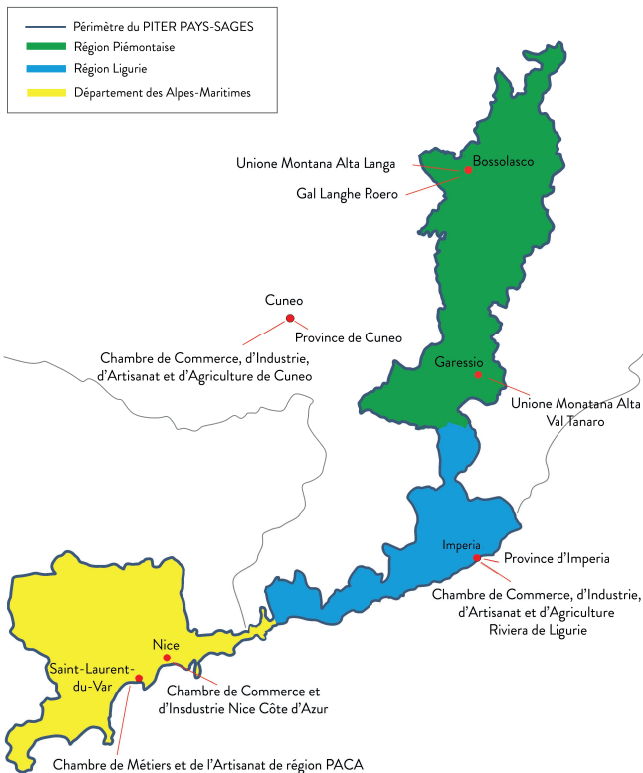 Périmètre du PITER PAYS-SAGES
Région Piémontaise
Région Ligurie
Département des Alpes-Maritimes
Unione Montana Alta Langa
Bossolasco
Gal Langhe Roero
Cuneo
Province de Cuneo
Chambre de Commerce, d'Industrie,
d'Artisanat et d'Agriculture de Cuneo
Garessio
Unione Monatana Alta
Val Tanaro
Imperia
Province d'Imperia
Chambre de Commerce, d'Industrie,
d'Artisanat et d'Agriculture
Riviera de Ligurie
Nice
Saint-Laurent-
du-Var
Chambre de Commerce et
d'Insdustrie Nice Côte d'Azur
Chambre de Métiers et de l'Artisanat de région PACA